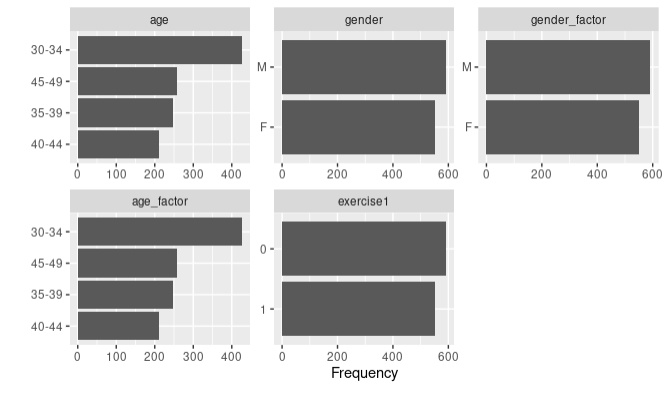 age
gender
gender_factor
30-34
45-49
35-39
40-44
M
F
M
F
0 100 200 300 400
0 200 400 600
0 200 400 600
age_factor
exercise1
30-34
45-49
35-39
40-44
0
1
0 100 200 300 400
0 200 400 600
Frequency